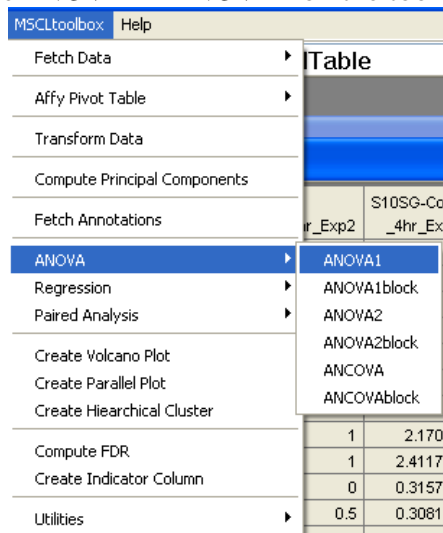 MSCLtoolbox Help
Fetch Data
Affy Pivot Table
Transform Data
Compute Principal Components
Fetch Annotations
ANOVA
Regression
Paired Analysis
Create Volcano Plot
Create Parallel Plot
Create Hiearchical Cluster
Compute FDR
Create Indicator Column
Utilities
ANOVA1
ANOVA1block
ANOVA2
ANOVA2block
ANCOVA
ANCOVAblock
lTable
S10SG-Co
r_Exp2 _4hr_Ex
1 2.170
1 2.4117
0 0.3157
0.5 0.3081